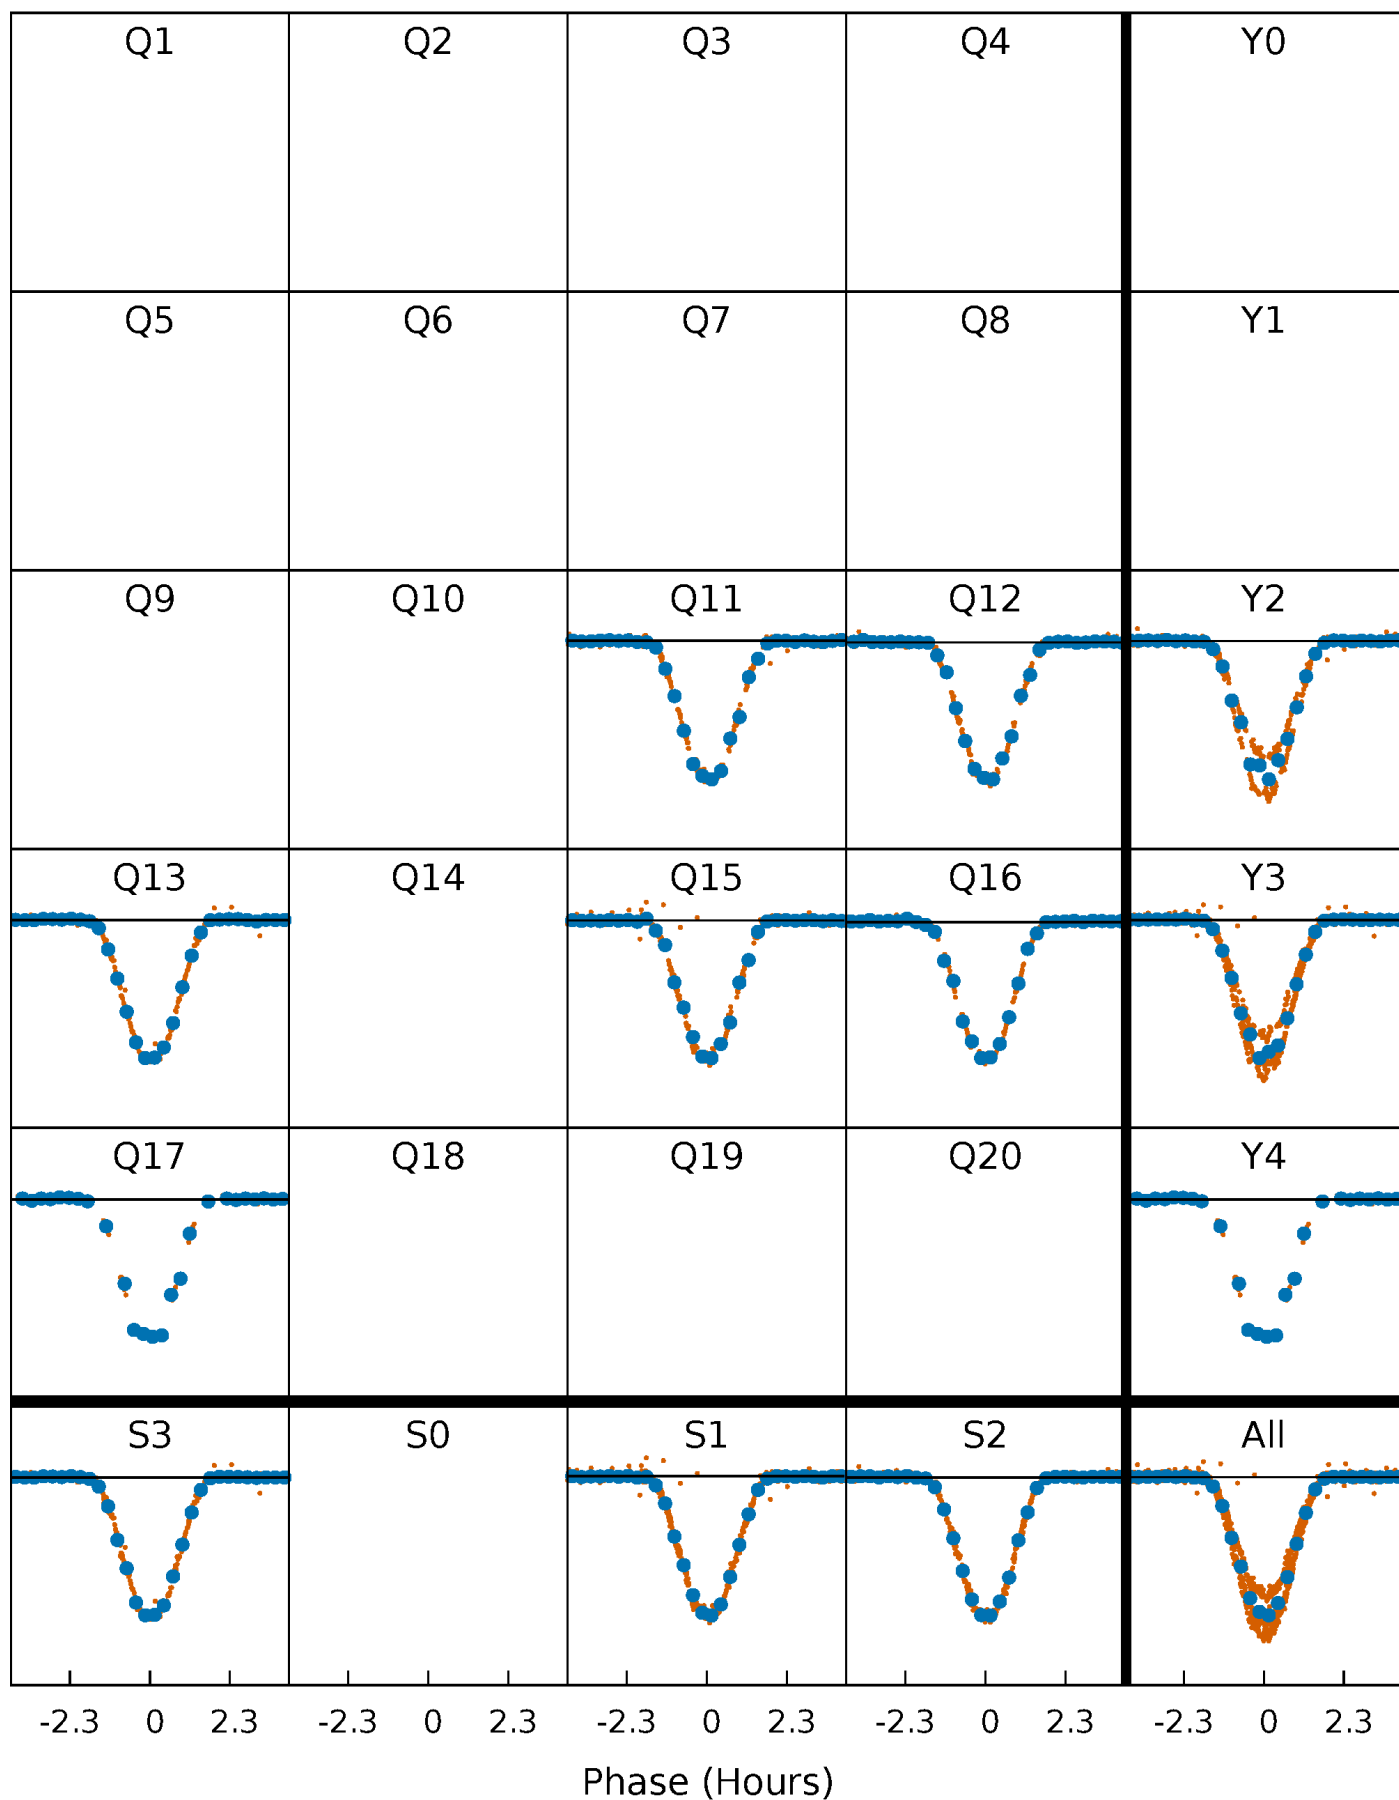 Q1 Q2 Q3 Q4 Y0
Q5 Q6 Q7 Q8 Y1
Q9 Q10 Q11 Q12 Y2
Q13 Q14 Q15 Q16 Y3
Q17 Q18 Q19 Q20 Y4
S3 S0 S1 S2 All
-2.3 0 2.3 -2.3 0 2.3 -2.3 0 2.3 -2.3 0 2.3 -2.3 0 2.3
Phase (Hours)